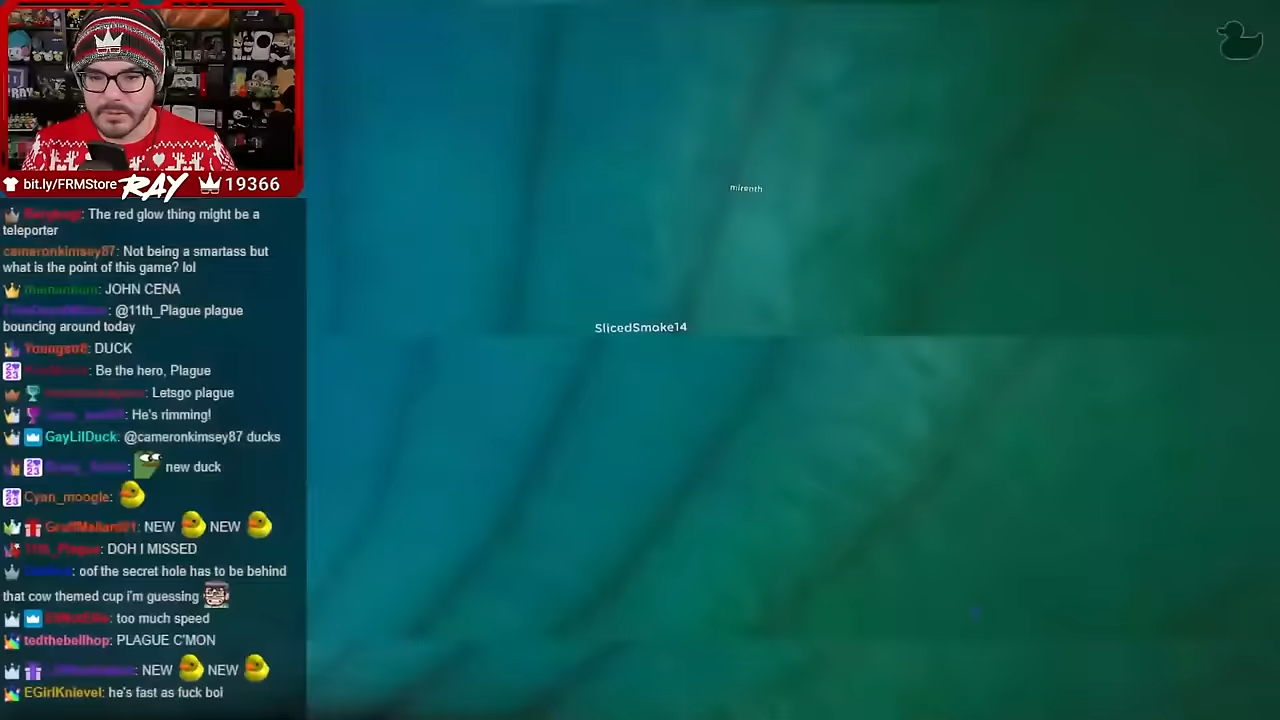 bit.ly/FRMStore RAY 19366
The red glow thing might be a
teleporter
cameronkimsey87: Not being a smartass but
what is the point of this game? lol
JOHN CENA
: @11th_Plague plague
bouncing around today
DUCK
: Be the hero, Plague
: Letsgo plague
: He's rimming!
GayLilDuck: @cameronkimsey87 ducks
new duck
Cyan_moogle:
: NEW NEW
11th_Plague: DOH I MISSED
: oof the secret hole has to be behind
that cow themed cup i'm guessing
: too much speed
tedthebellhop: PLAGUE C'MON
: NEW NEW
EGirlKnievel: he's fast as fuck boi
mirenth
SlicedSmoke14